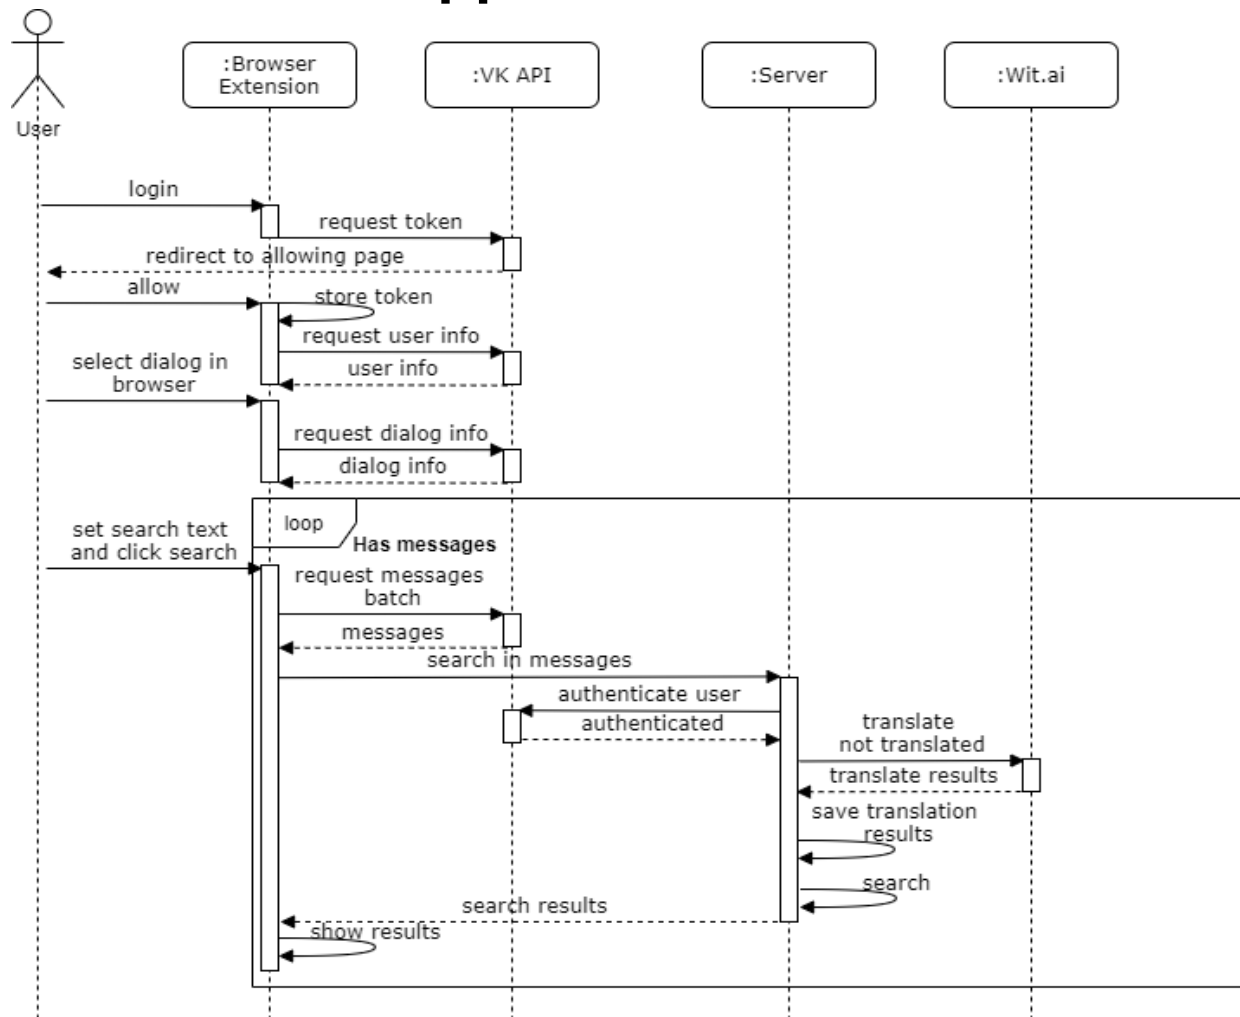 :Browser
Extension
:VK API
:Server
:Wit.ai
User
login
request token
redirect to allowing page
allow
store token
request user info
select dialog in
browser
user info
request dialog info
dialog info
loop
set search text
and click search
Has messages
request messages
batch
messages
search in messages
authenticate user
authenticated
translate
not translated
translate results
save translation
results
search
search results
show results